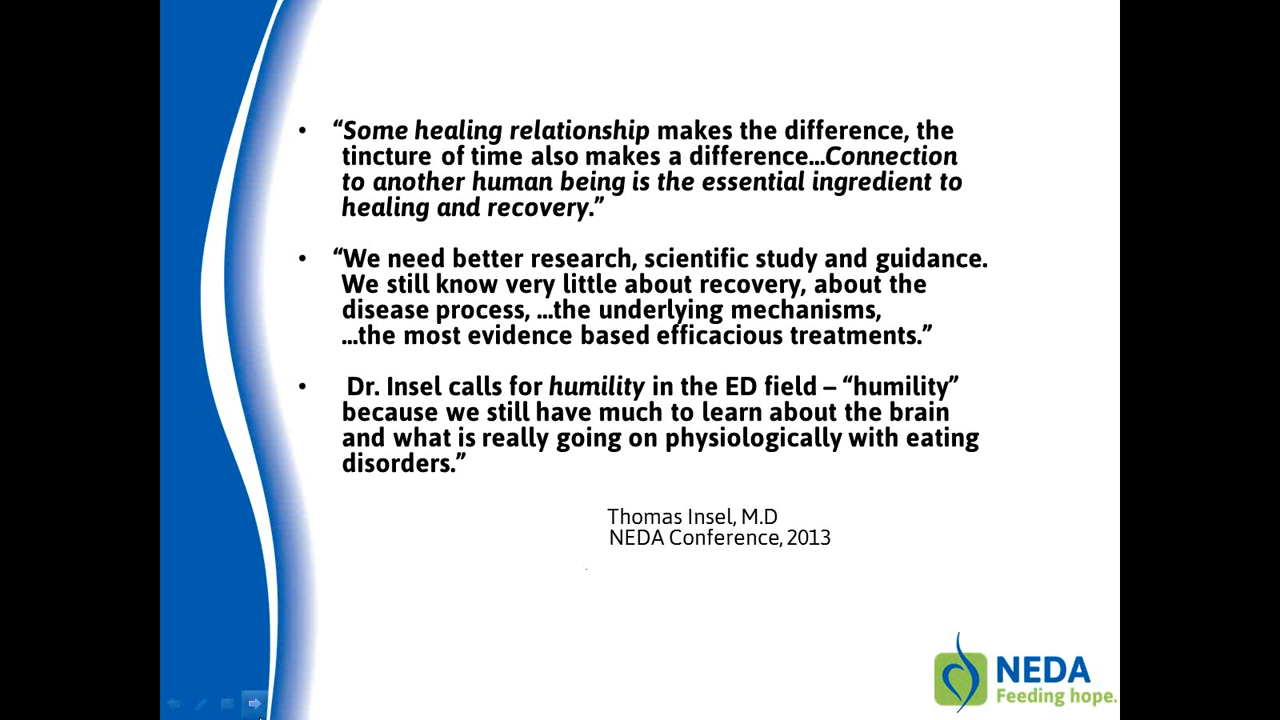 • “Some healing relationship makes the difference, the
tincture of time also makes a difference...Connection
to another human being is the essential ingredient to
healing and recovery.”
• “We need better research, scientific study and guidance.
We still know very little about recovery, about the
disease process, ...the underlying mechanisms,
...the most evidence based efficacious treatments.”
• Dr. Insel calls for humility in the ED field – “humility”
because we still have much to learn about the brain
and what is really going on physiologically with eating
disorders.”
Thomas Insel, M.D
NEDA Conference, 2013
NEDA
Feeding hope.